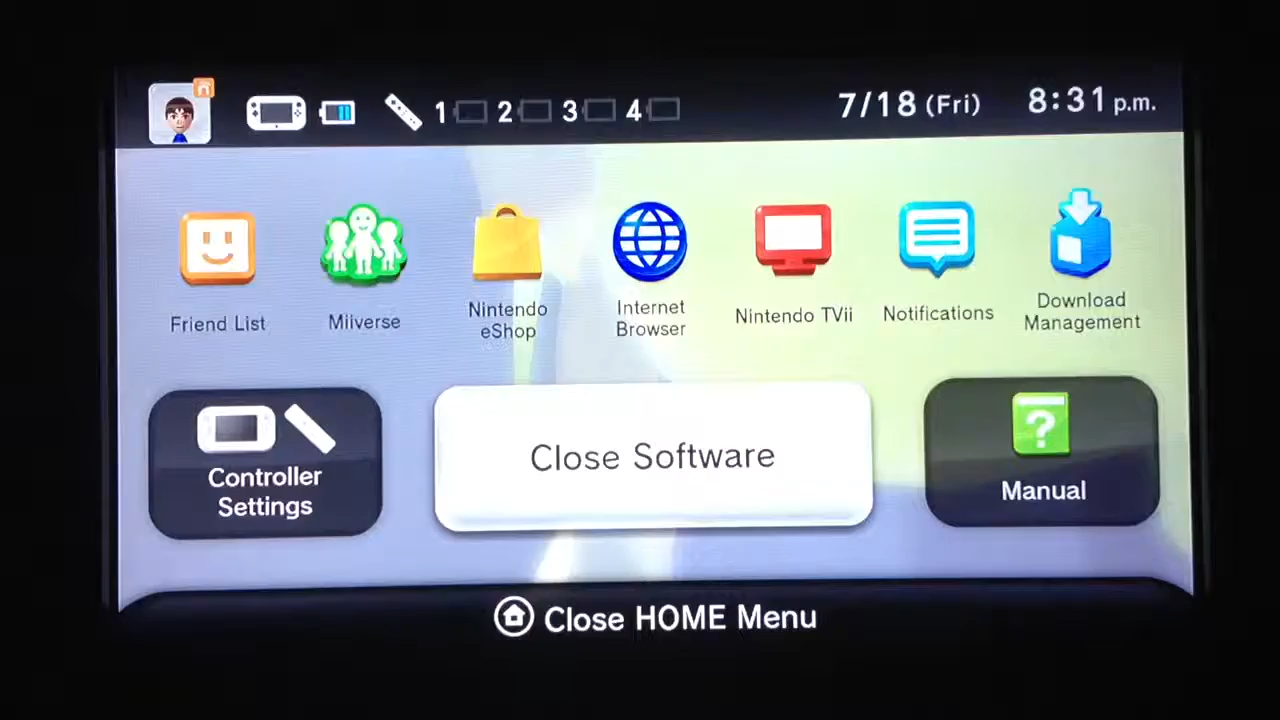 1 2 3 4 7/18 (Fri) 8:31 p.m.
Friend List
Miiverse
Nintendo
eShop
Internet
Browser
Nintendo TVii
Notifications
Download
Management
Controller
Settings
Close Software
?
Manual
Close HOME Menu